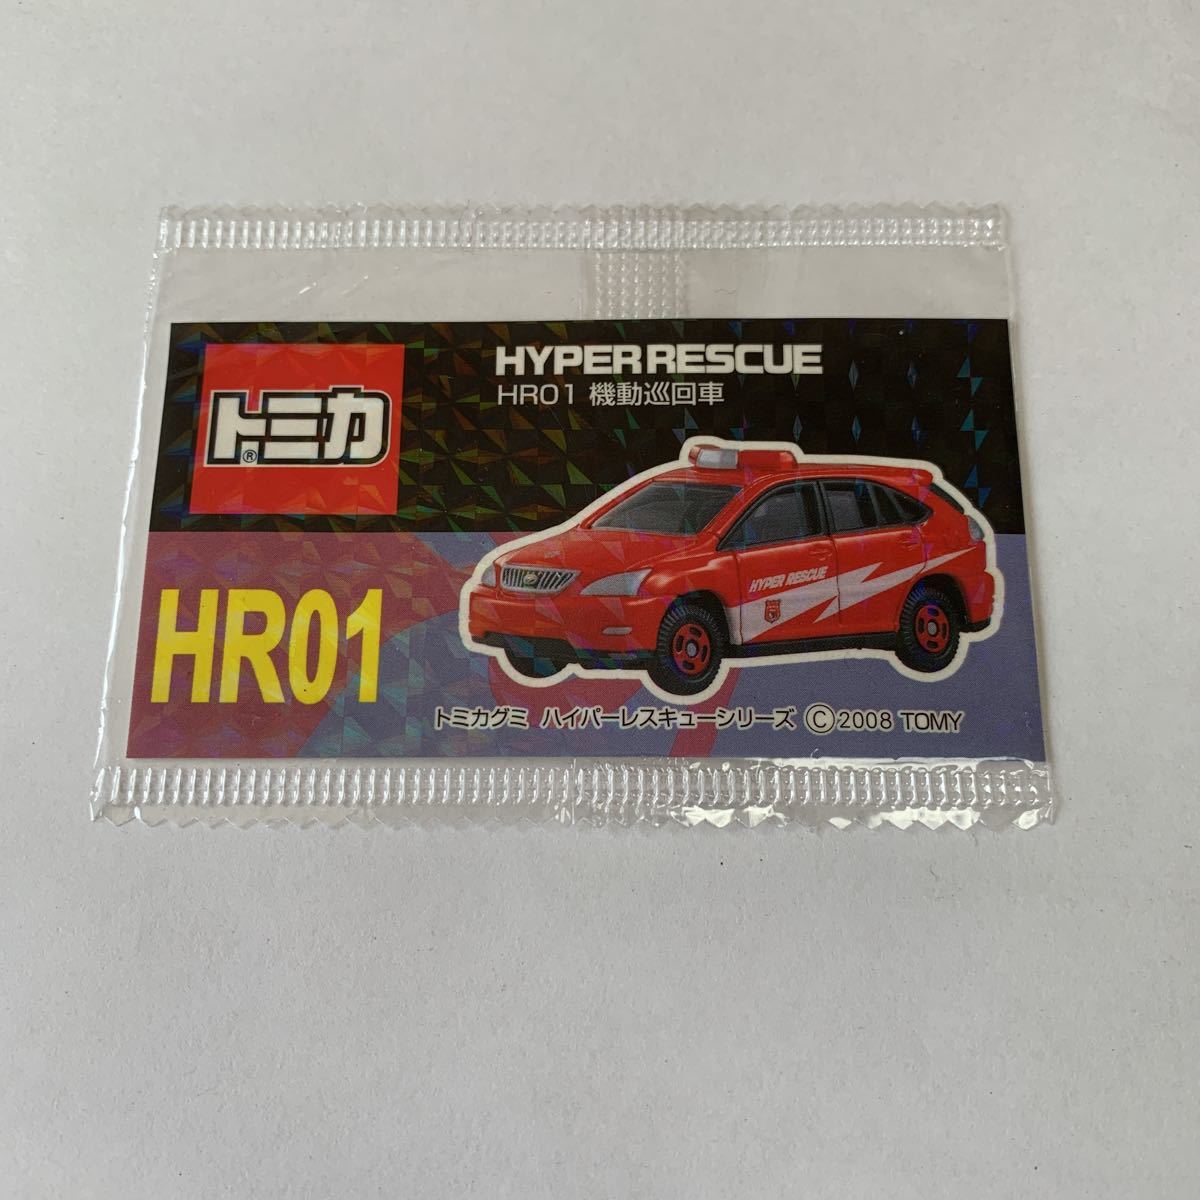 トミカ®
HYPER RESCUE
HR01 機動巡回車
HYPER RESCUE
HR01
トミカグミ ハイパーレスキューシリーズ ©2008 TOMY